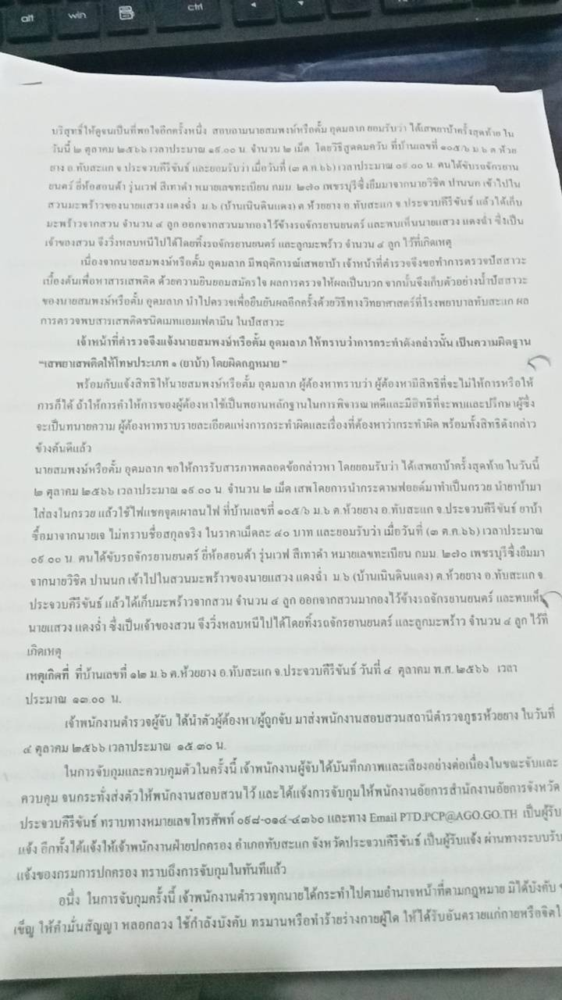 alt
win
ctrl
บริสุทธิ์ให้ดูจนเป็นที่พอใจอีกครั้งหนึ่ง สอบถามนายสมพงษ์หรือตั้ม อุดมลาภ ยอมรับว่า ได้เสพยาบ้าครั้งสุดท้าย ใน
วันนี้ ๒ ตุลาคม ๒๕๖๖ เวลาประมาณ ๑๙.๐๐ น. จำนวน ๒ เม็ด โดยวิธีสูดดมควัน ที่บ้านเลขที่ ๑๐๕/๖ ม.๖ ต.ห้วย
ยาง อ.ทับสะแก จ.ประจวบคีรีขันธ์ และยอมรับว่า เมื่อวันที่ (๓ ต.ค.๖๖) เวลาประมาณ ๐๙.๐๐ น. ตนได้ขับรถจักรยาน
ยนตร์ ยี่ห้อฮอนด้า รุ่นเวฟ สีเทาดำ หมายเลขทะเบียน กมม. ๒๗๐ เพชรบุรีซึ่งยืมมาจากนายวิชิต ปานนก เข้าไปใน
สวนมะพร้าวของนายแสวง แดงฉ่ำ ม.๖ (บ้านเนินดินแดง) ต.ห้วยยาง อ.ทับสะแก จ.ประจวบคีรีขันธ์ แล้วได้เก็บ
มะพร้าวจากสวน จำนวน ๔ ลูก ออกจากสวนมากองไว้ข้างรถจักรยานยนตร์ และพบเห็นนายแสวง แดงฉ่ำ ซึ่งเป็น
เจ้าของสวน จึงวิ่งหลบหนีไปได้โดยทิ้งรถจักรยานยนตร์ และลูกมะพร้าว จำนวน ๔ ลูก ไว้ที่เกิดเหตุ
เนื่องจากนายสมพงษ์หรือตั้ม อุดมลาภ มีพฤติการณ์เสพยาบ้า เจ้าหน้าที่ตำรวจจึงขอทำการตรวจปัสสาวะ
เบื้องต้นเพื่อหาสารเสพติด ด้วยความยินยอมสมัครใจ ผลการตรวจให้ผลเป็นบวก จากนั้นจึงเก็บตัวอย่างน้ำปัสสาวะ
ของนายสมพงษ์หรือตั้ม อุดมลาภ นำไปตรวจเพื่อยืนยันผลอีกครั้งด้วยวิธีทางวิทยาศาสตร์ที่โรงพยาบาลทับสะแก ผล
การตรวจพบสารเสพติดชนิดเมทแอมเฟตามีน ในปัสสาวะ
เจ้าหน้าที่ตำรวจจึงแจ้งนายสมพงษ์หรือตั้ม อุดมลาภ ให้ทราบว่าการกระทำดังกล่าวนั้น เป็นความผิดฐาน
“เสพยาเสพติดให้โทษประเภท ๑ (ยาบ้า) โดยผิดกฎหมาย ”
พร้อมกับแจ้งสิทธิให้นายสมพงษ์หรือตั้ม อุดมลาภ ผู้ต้องหาทราบว่า ผู้ต้องหามีสิทธิที่จะไม่ให้การหรือให้
การก็ได้ ถ้าให้การคำให้การของผู้ต้องหาใช้เป็นพยานหลักฐานในการพิจารณาคดีและมีสิทธิที่จะพบและปรึกษาผู้ซึ่ง
จะเป็นทนายความ ผู้ต้องหาทราบรายละเอียดแห่งการกระทำผิดและเรื่องที่ต้องหาว่ากระทำผิด พร้อมทั้งสิทธิดังกล่าว
ข้างต้นดีแล้ว
นายสมพงษ์หรือตั้ม อุดมลาภ ขอให้การรับสารภาพตลอดข้อกล่าวหา โดยยอมรับว่า ได้เสพยาบ้าครั้งสุดท้าย ในวันนี้
๒ ตุลาคม ๒๕๖๖ เวลาประมาณ ๑๙.๐๐ น. จำนวน ๒ เม็ด เสพโดยการนำกระดาษฟอยด์มาทำเป็นกรวย นำยาบ้ามา
ใส่ลงในกรวย แล้วใช้ไฟแชคจุดเผาลนไฟ ที่บ้านเลขที่ ๑๐๕/๖ ม.๖ ต.ห้วยยาง อ.ทับสะแก จ.ประจวบคีรีขันธ์ ยาบ้า
ซื้อมาจากนายเจ ไม่ทราบชื่อสกุลจริง ในราคาเม็ดละ ๔๐ บาท และยอมรับว่า เมื่อวันที่ (๓ ต.ค.๖๖) เวลาประมาณ
๐๙.๐๐ น. ตนได้ขับรถจักรยานยนตร์ ยี่ห้อฮอนด้า รุ่นเวฟ สีเทาดำ หมายเลขทะเบียน กมม. ๒๗๐ เพชรบุรีซึ่งยืมมา
จากนายวิชิต ปานนก เข้าไปในสวนมะพร้าวของนายแสวง แดงฉ่ำ ม.๖ (บ้านเนินดินแดง) ต.ห้วยยาง อ.ทับสะแก จ.
ประจวบคีรีขันธ์ แล้วได้เก็บมะพร้าวจากสวน จำนวน ๔ ลูก ออกจากสวนมากองไว้ข้างรถจักรยานยนตร์ และพบเห็น
นายแสวง แดงฉ่ำ ซึ่งเป็นเจ้าของสวน จึงวิ่งหลบหนีไปได้โดยทิ้งรถจักรยานยนตร์ และลูกมะพร้าว จำนวน ๔ ลูก ไว้ที่
เกิดเหตุ
เหตุเกิดที่ ที่บ้านเลขที่ ๑๒ ม.๖ ต.ห้วยยาง อ.ทับสะแก จ.ประจวบคีรีขันธ์ วันที่ ๔ ตุลาคม พ.ศ. ๒๕๖๖ เวลา
ประมาณ ๑๓.๐๐ น.
เจ้าพนักงานตำรวจผู้จับ ได้นำตัวผู้ต้องหา/ผู้ถูกจับ มาส่งพนักงานสอบสวนสถานีตำรวจภูธรห้วยยาง ในวันที่
๔ ตุลาคม ๒๕๖๖ เวลาประมาณ ๑๕.๓๐ น.
ในการจับกุมและควบคุมตัวในครั้งนี้ เจ้าพนักงานผู้จับได้บันทึกภาพและเสียงอย่างต่อเนื่องในขณะจับและ
ควบคุม จนกระทั่งส่งตัวให้พนักงานสอบสวนไว้ และได้แจ้งการจับกุมให้พนักงานอัยการสำนักงานอัยการจังหวัด
ประจวบคีรีขันธ์ ทราบทางหมายเลขโทรศัพท์ ๐๙๘-๐๑๔-๔๓๖๐ และทาง Email PTD.PCP@AGO.GO.TH เป็นผู้รับ
แจ้ง อีกทั้งได้แจ้งให้เจ้าพนักงานฝ่ายปกครอง อำเภอทับสะแก จังหวัดประจวบคีรีขันธ์ เป็นผู้รับแจ้ง ผ่านทางระบบรับ
แจ้งของกรมการปกครอง ทราบถึงการจับกุมในทันทีแล้ว
อนึ่ง ในการจับกุมครั้งนี้ เจ้าพนักงานตำรวจทุกนายได้กระทำไปตามอำนาจหน้าที่ตามกฎหมาย มิได้บังคับ
เข็ญ ให้คำมั่นสัญญา หลอกลวง ใช้กำลังบังคับ ทรมานหรือทำร้ายร่างกายผู้ใด ให้ได้รับอันตรายแก่กายหรือจิตใ